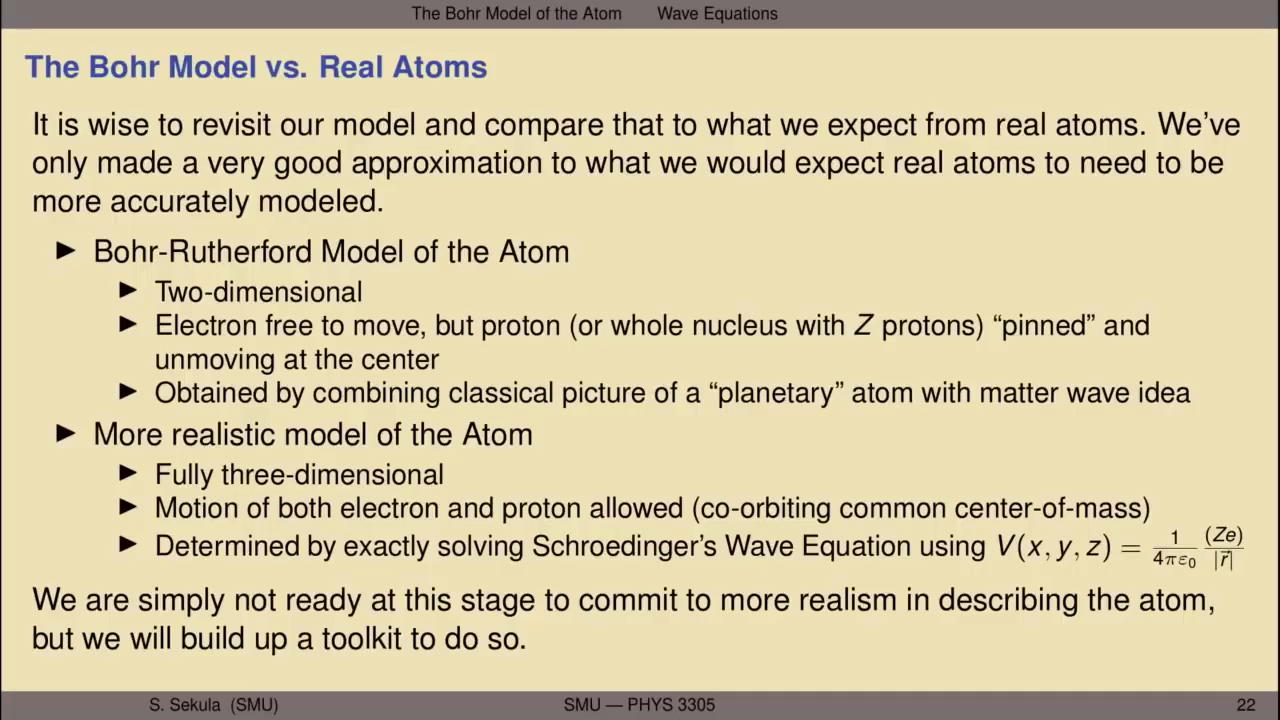 The Bohr Model of the Atom Wave Equations
The Bohr Model vs. Real Atoms
It is wise to revisit our model and compare that to what we expect from real atoms. We've
only made a very good approximation to what we would expect real atoms to need to be
more accurately modeled.
▶ Bohr-Rutherford Model of the Atom
▶ Two-dimensional
▶ Electron free to move, but proton (or whole nucleus with Z protons) “pinned” and
unmoving at the center
▶ Obtained by combining classical picture of a “planetary” atom with matter wave idea
▶ More realistic model of the Atom
▶ Fully three-dimensional
▶ Motion of both electron and proton allowed (co-orbiting common center-of-mass)
▶ Determined by exactly solving Schroedinger's Wave Equation using V(x, y, z) = 1/(4πε₀) (Ze)/|r⃗|
We are simply not ready at this stage to commit to more realism in describing the atom,
but we will build up a toolkit to do so.
S. Sekula (SMU) SMU — PHYS 3305 22